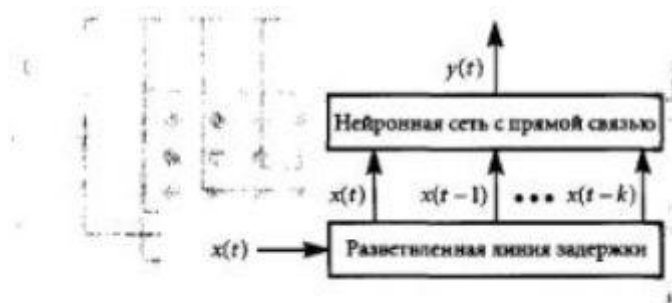 y(t)
Нейронная сеть с прямой связью
x(t) x(t−1) ••• x(t−k)
x(t) Разветвленная линия задержки